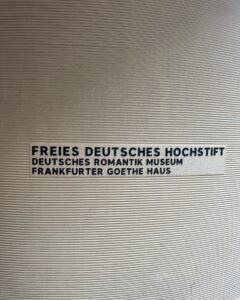 FREIES DEUTSCHES HOCHSTIFT
DEUTSCHES ROMANTIK MUSEUM
FRANKFURTER GOETHE HAUS